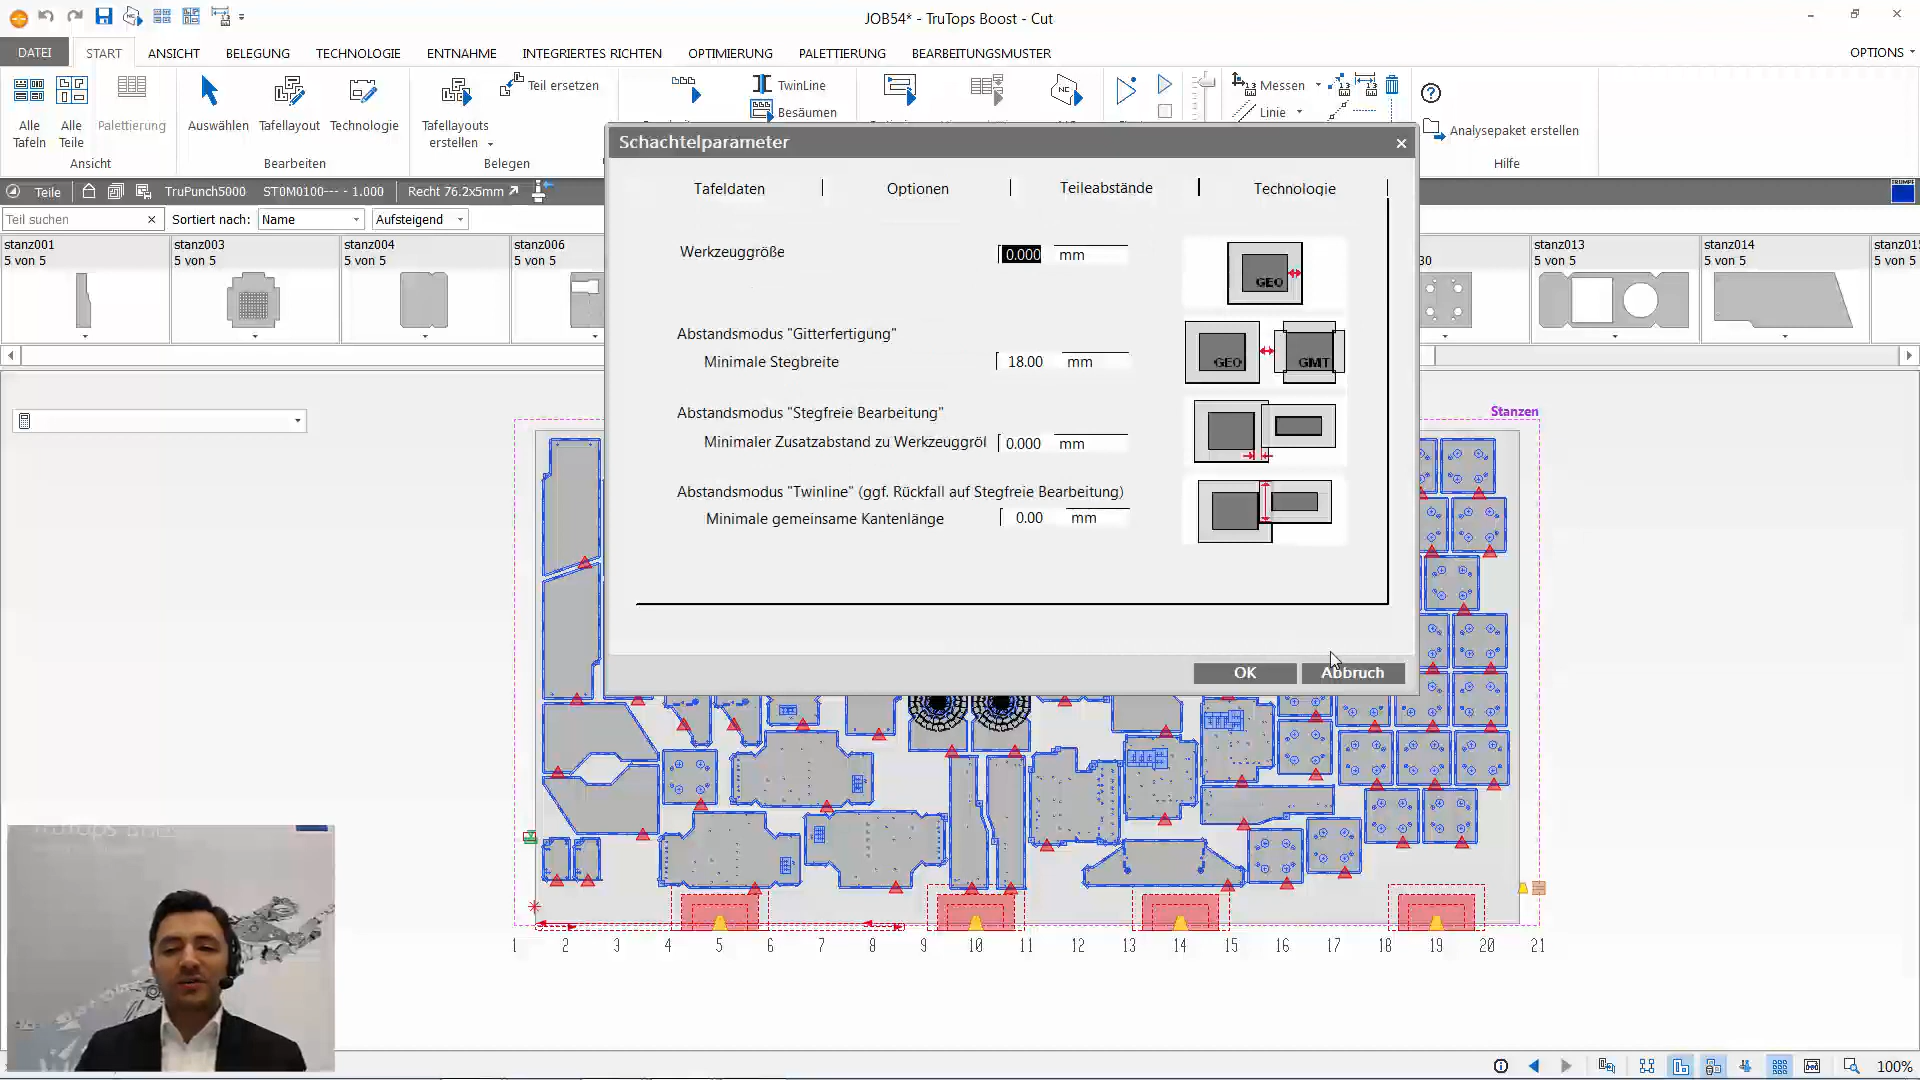 JOB54* - TruTops Boost - Cut
DATEI START ANSICHT BELEGUNG TECHNOLOGIE ENTNAHME INTEGRIERTES RICHTEN OPTIMIERUNG PALETTIERUNG BEARBEITUNGSMUSTER OPTIONS
Alle Tafeln
Alle Teile
Palettierung
Ansicht
Auswählen
Tafellayout
Technologie
Bearbeiten
Tafellayouts erstellen
Teil ersetzen
Belegen
TwinLine
Besäumen
NC
Messen
Linie
Analysepaket erstellen
Hilfe
Teile TruPunch5000 ST0M0100--- - 1.000 Recht 76.2x5mm
Teil suchen Sortiert nach: Name Aufsteigend
stanz001
5 von 5
stanz003
5 von 5
stanz004
5 von 5
stanz006
5 von 5
30
stanz013
5 von 5
stanz014
5 von 5
5 von 5
Schachtelparameter
Tafeldaten Optionen Teileabstände Technologie
Werkzeuggröße 0.000 mm
GEO
Abstandsmodus "Gitterfertigung"
Minimale Stegbreite 18.00 mm
GEO GMT
Abstandsmodus "Stegfreie Bearbeitung"
Minimaler Zusatzabstand zu Werkzeuggröl 0.000 mm
Abstandsmodus "Twinline" (ggf. Rückfall auf Stegfreie Bearbeitung)
Minimale gemeinsame Kantenlänge 0.00 mm
OK Abbruch
Stanzen
1 2 3 4 5 6 7 8 9 10 11 12 13 14 15 16 17 18 19 20 21
100%